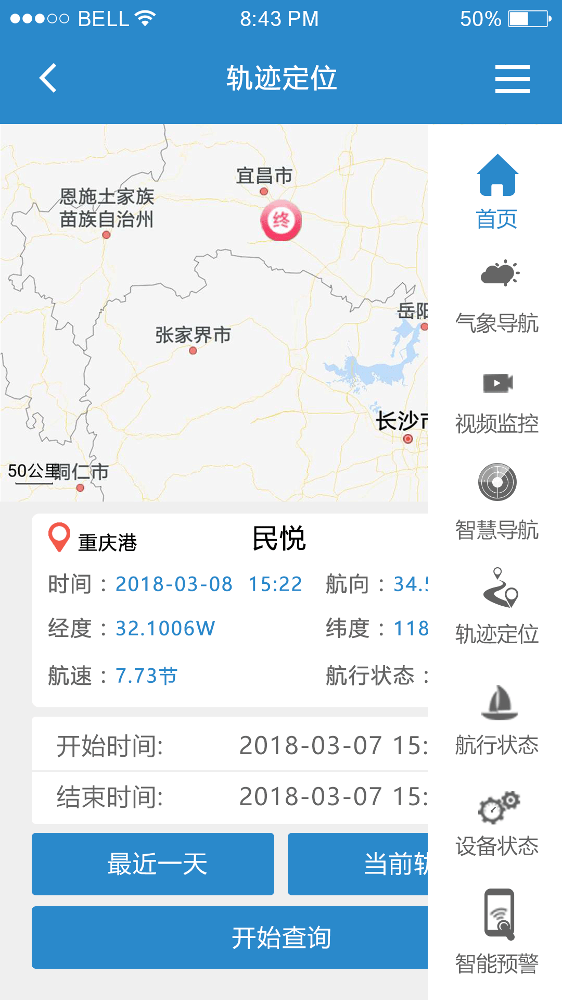 BELL 8:43 PM 50%
轨迹定位
宜昌市
恩施土家族
苗族自治州
终
岳阳
张家界市
长沙市
50公里
铜仁市
重庆港 民悦
时间：2018-03-08 15:22 航向：34.5
经度：32.1006W 纬度：118
航速：7.73节 航行状态：
开始时间: 2018-03-07 15:
结束时间: 2018-03-07 15:
最近一天 当前轨
开始查询
首页
气象导航
视频监控
智慧导航
轨迹定位
航行状态
设备状态
智能预警